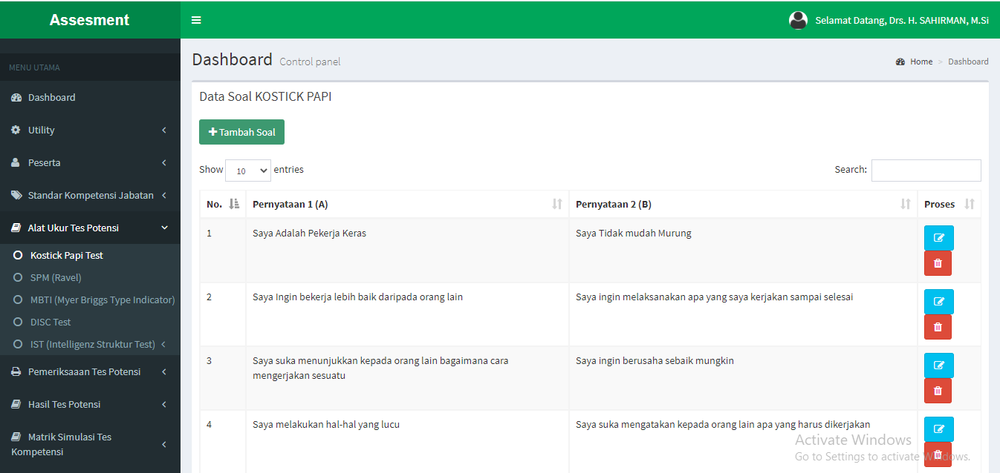 Assesment
Selamat Datang, Drs. H. SAHIRMAN, M.Si
MENU UTAMA
Dashboard
Utility
Peserta
Standar Kompetensi Jabatan
Alat Ukur Tes Potensi
Kostick Papi Test
SPM (Ravel)
MBTI (Myer Briggs Type Indicator)
DISC Test
IST (Intelligenz Struktur Test)
Pemeriksaaan Tes Potensi
Hasil Tes Potensi
Matrik Simulasi Tes
Kompetensi
Dashboard Control panel
Home > Dashboard
Data Soal KOSTICK PAPI
Tambah Soal
Show 10 entries
Search:
No. Pernyataan 1 (A) Pernyataan 2 (B) Proses
1 Saya Adalah Pekerja Keras Saya Tidak mudah Murung
2 Saya Ingin bekerja lebih baik daripada orang lain Saya ingin melaksanakan apa yang saya kerjakan sampai selesai
3 Saya suka menunjukkan kepada orang lain bagaimana cara Saya ingin berusaha sebaik mungkin
mengerjakan sesuatu
4 Saya melakukan hal-hal yang lucu Saya suka mengatakan kepada orang lain apa yang harus dikerjakan
Activate Windows
Go to Settings to activate Windows.